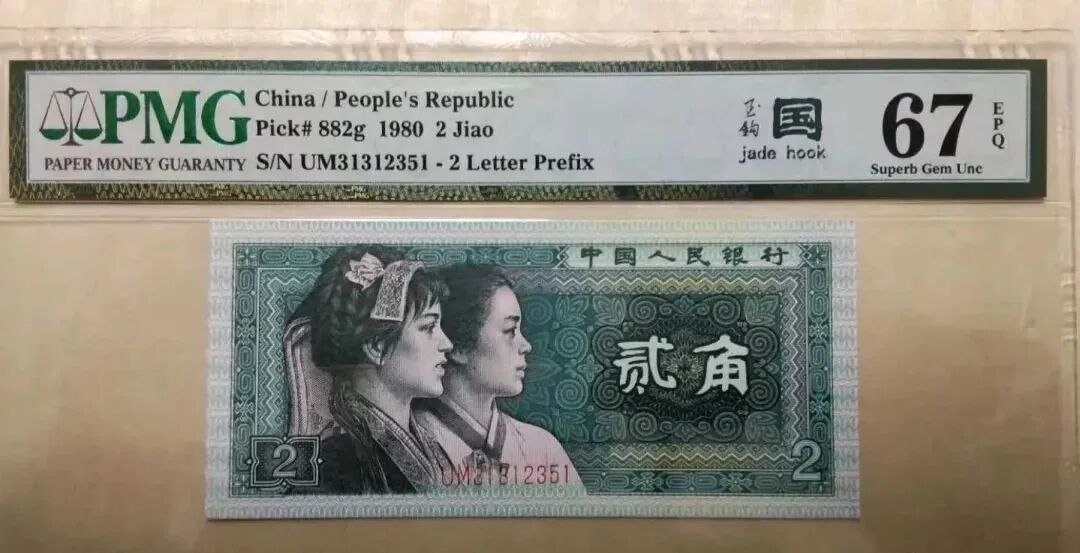 PMG
PAPER MONEY GUARANTY
China / People's Republic
Pick# 882g 1980 2 Jiao
S/N UM31312351 - 2 Letter Prefix
玉钩
国
jade hook
67
EPQ
Superb Gem Unc
中国人民银行
贰角
2
UM31312351
2